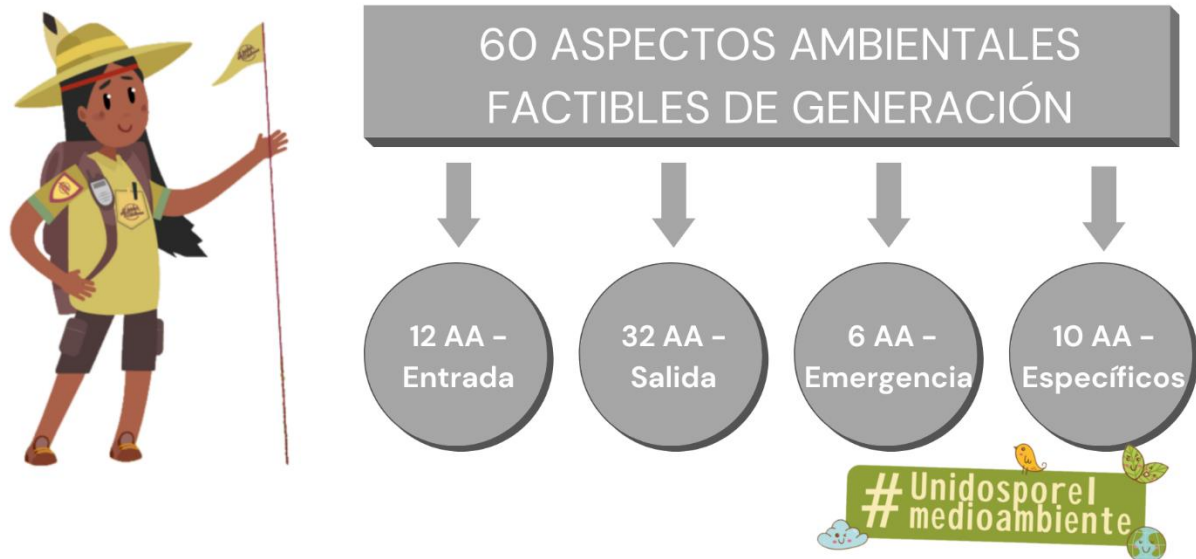 60 ASPECTOS AMBIENTALES
FACTIBLES DE GENERACIÓN
12 AA –
Entrada
32 AA –
Salida
6 AA –
Emergencia
10 AA –
Específicos
#Unidosporel
medioambiente